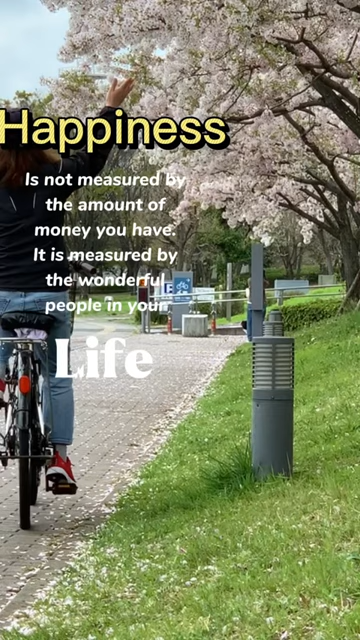 Happiness
Is not measured by
the amount of
money you have.
It is measured by
the wonderful
people in your
Life